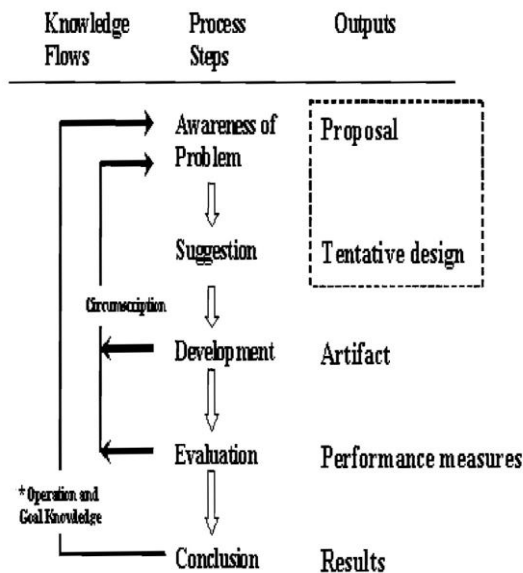 Knowledge Process Outputs
Flows Steps
Awareness of Proposal
Problem
Suggestion Tentative design
Circumscription
Development Artifact
Evaluation Performance measures
* Operation and
Goal Knowledge
Conclusion Results